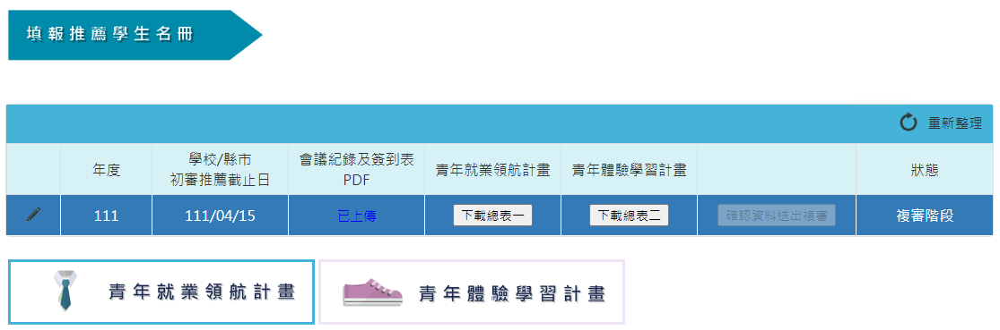 填報推薦學生名冊
重新整理
年度
學校/縣市
初審推薦截止日
會議紀錄及簽到表
PDF
青年就業領航計畫
青年體驗學習計畫
狀態
111
111/04/15
已上傳
下載總表一
下載總表二
確認資料送出複審
複審階段
青年就業領航計畫
青年體驗學習計畫